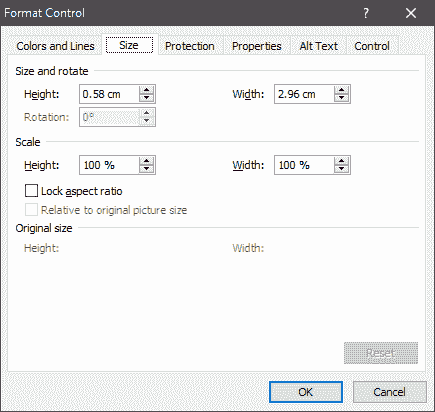 Format Control
Colors and Lines Size Protection Properties Alt Text Control
Size and rotate
Height: 0.58 cm Width: 2.96 cm
Rotation: 0°
Scale
Height: 100 % Width: 100 %
Lock aspect ratio
Relative to original picture size
Original size
Height: Width:
Reset
OK Cancel